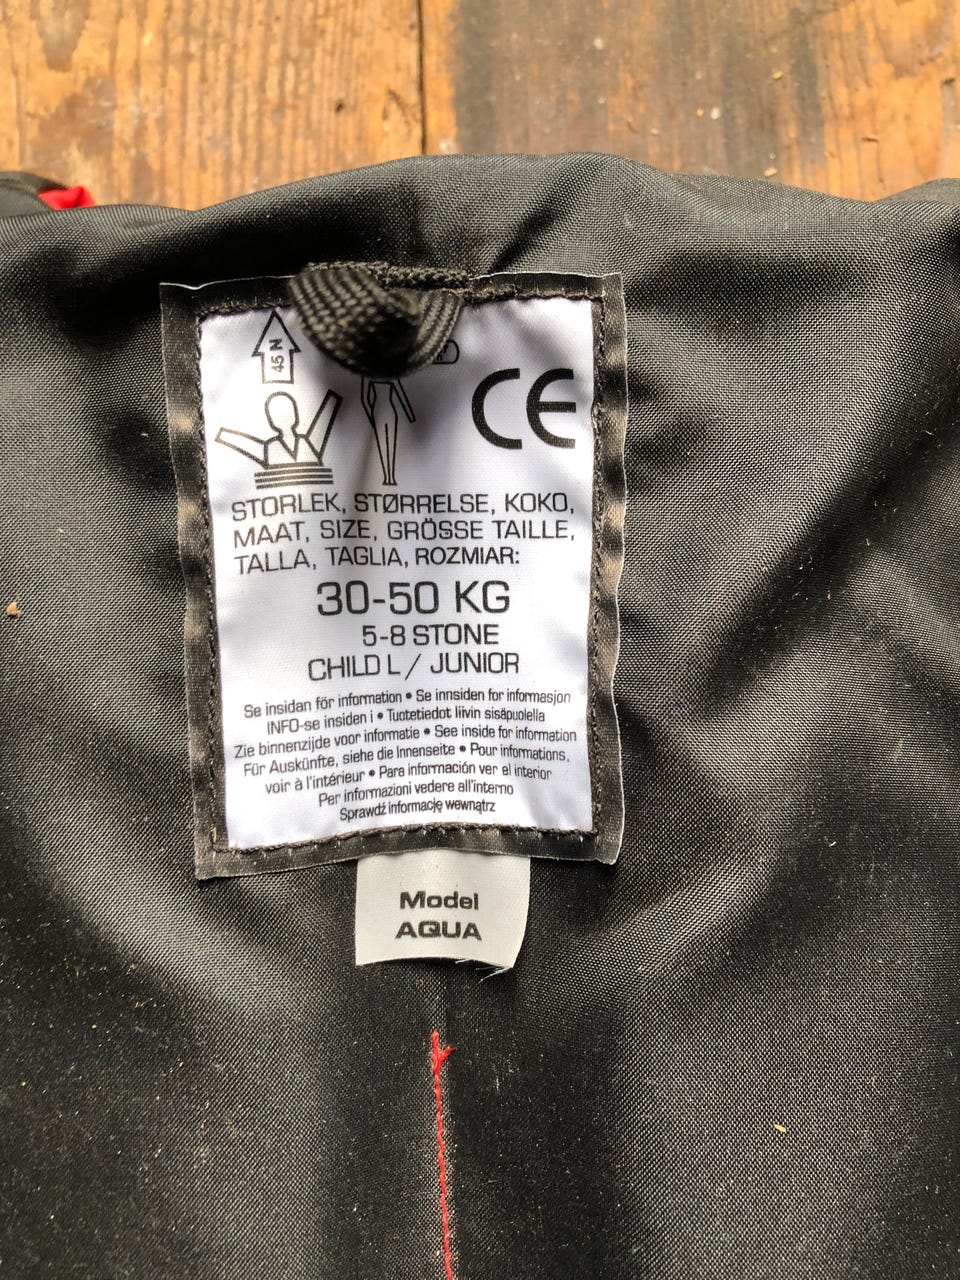 45 N
CE
STORLEK, STØRRELSE, KOKO,
MAAT, SIZE, GRÖSSE TAILLE,
TALLA, TAGLIA, ROZMIAR:
30-50 KG
5-8 STONE
CHILD L / JUNIOR
Se insidan för information • Se innsiden for informasjon
INFO-se insiden i • Tuotetiedot liivin sisäpuolella
Zie binnenzijde voor informatie • See inside for information
Für Auskünfte, siehe die Innenseite • Pour informations,
voir à l'intérieur • Para información ver el interior
Per informazioni vedere all'interno
Sprawdź informację wewnątrz
Model
AQUA